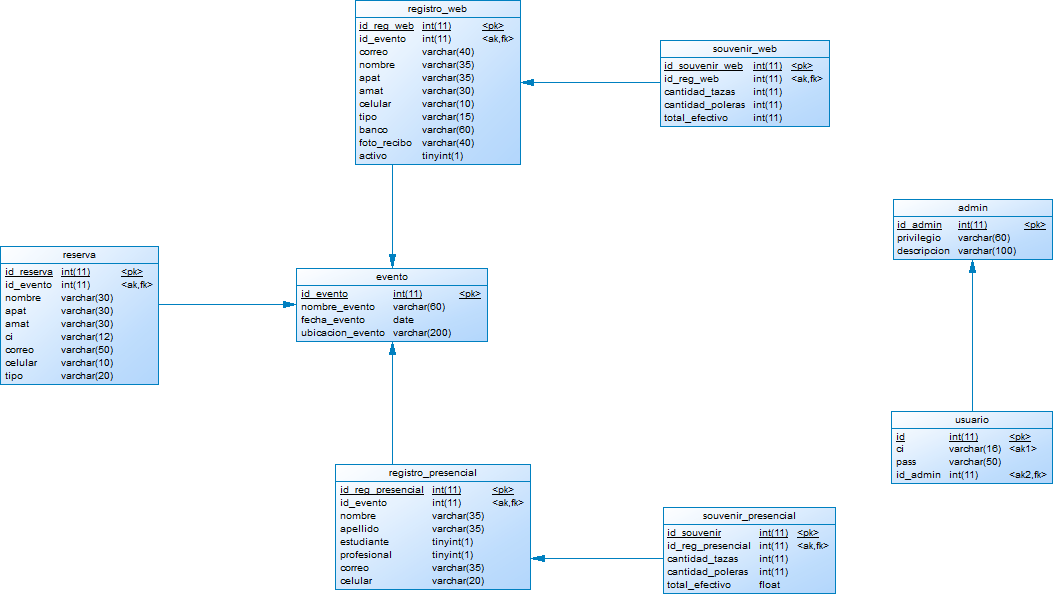 registro_web
id_reg_web int(11) <pk>
id_evento int(11) <ak,fk>
correo varchar(40)
nombre varchar(35)
apat varchar(35)
amat varchar(30)
celular varchar(10)
tipo varchar(15)
banco varchar(60)
foto_recibo varchar(40)
activo tinyint(1)
souvenir_web
id_souvenir_web int(11) <pk>
id_reg_web int(11) <ak,fk>
cantidad_tazas int(11)
cantidad_poleras int(11)
total_efectivo int(11)
admin
id_admin int(11) <pk>
privilegio varchar(60)
descripcion varchar(100)
reserva
id_reserva int(11) <pk>
id_evento int(11) <ak,fk>
nombre varchar(30)
apat varchar(30)
amat varchar(30)
ci varchar(12)
correo varchar(50)
celular varchar(10)
tipo varchar(20)
evento
id_evento int(11) <pk>
nombre_evento varchar(60)
fecha_evento date
ubicacion_evento varchar(200)
usuario
id int(11) <pk>
ci varchar(16) <ak1>
pass varchar(50)
id_admin int(11) <ak2,fk>
registro_presencial
id_reg_presencial int(11) <pk>
id_evento int(11) <ak,fk>
nombre varchar(35)
apellido varchar(35)
estudiante tinyint(1)
profesional tinyint(1)
correo varchar(35)
celular varchar(20)
souvenir_presencial
id_souvenir int(11) <pk>
id_reg_presencial int(11) <ak,fk>
cantidad_tazas int(11)
cantidad_poleras int(11)
total_efectivo float